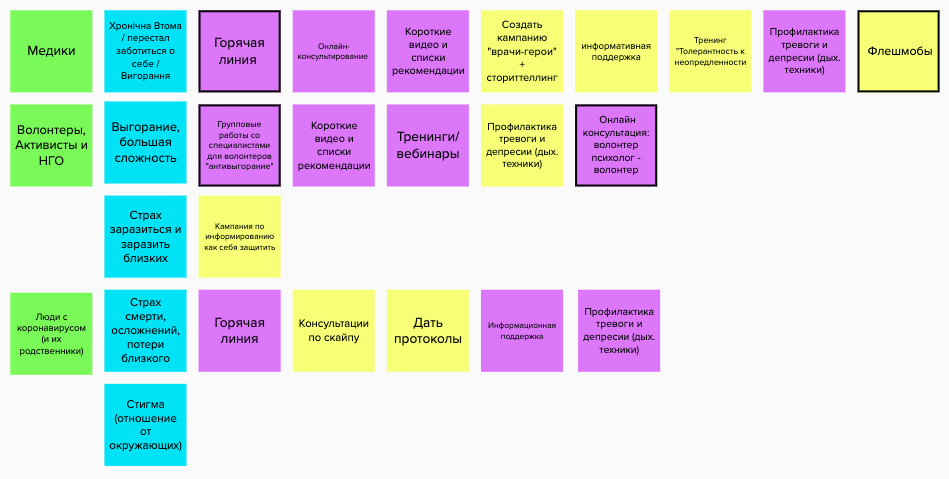 Медики
Хронічна Втома
/ перестал
заботиться о
себе /
Вигорання
Горячая
линия
Онлайн-
консультирование
Короткие
видео и
списки
рекомендации
Создать
кампанию
"врачи-герои"
+
сториттеллинг
информативная
поддержка
Тренинг
"Толерантность к
неопредленности
Профилактика
тревоги и
депресии (дых.
техники)
Флешмобы
Волонтеры,
Активисты и
НГО
Выгорание,
большая
сложность
Групповые
работы со
специалистами
для волонтеров
"антивыгорание"
Короткие
видео и
списки
рекомендации
Тренинги/
вебинары
Профилактика
тревоги и
депресии (дых.
техники)
Онлайн
консультация:
волонтер
психолог -
волонтер
Страх
заразиться и
заразить
близких
Кампания по
информированию
как себя защитить
Люди с
коронавирусом
(и их
родственники)
Страх
смерти,
осложнений,
потери
близкого
Горячая
линия
Консультации
по скайпу
Дать
протоколы
Информационная
поддержка
Профилактика
тревоги и
депресии (дых.
техники)
Стигма
(отношение
от
окружающих)